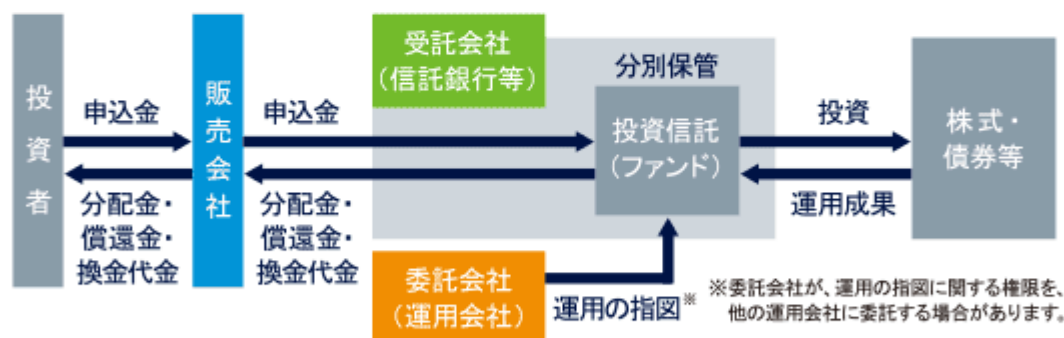 投資者
申込金
分配金・
償還金・
換金代金
販売会社
申込金
分配金・
償還金・
換金代金
受託会社
（信託銀行等）
分別保管
投資信託
（ファンド）
委託会社
（運用会社）
運用の指図※
投資
運用成果
株式・
債券等
※委託会社が、運用の指図に関する権限を、
他の運用会社に委託する場合があります。